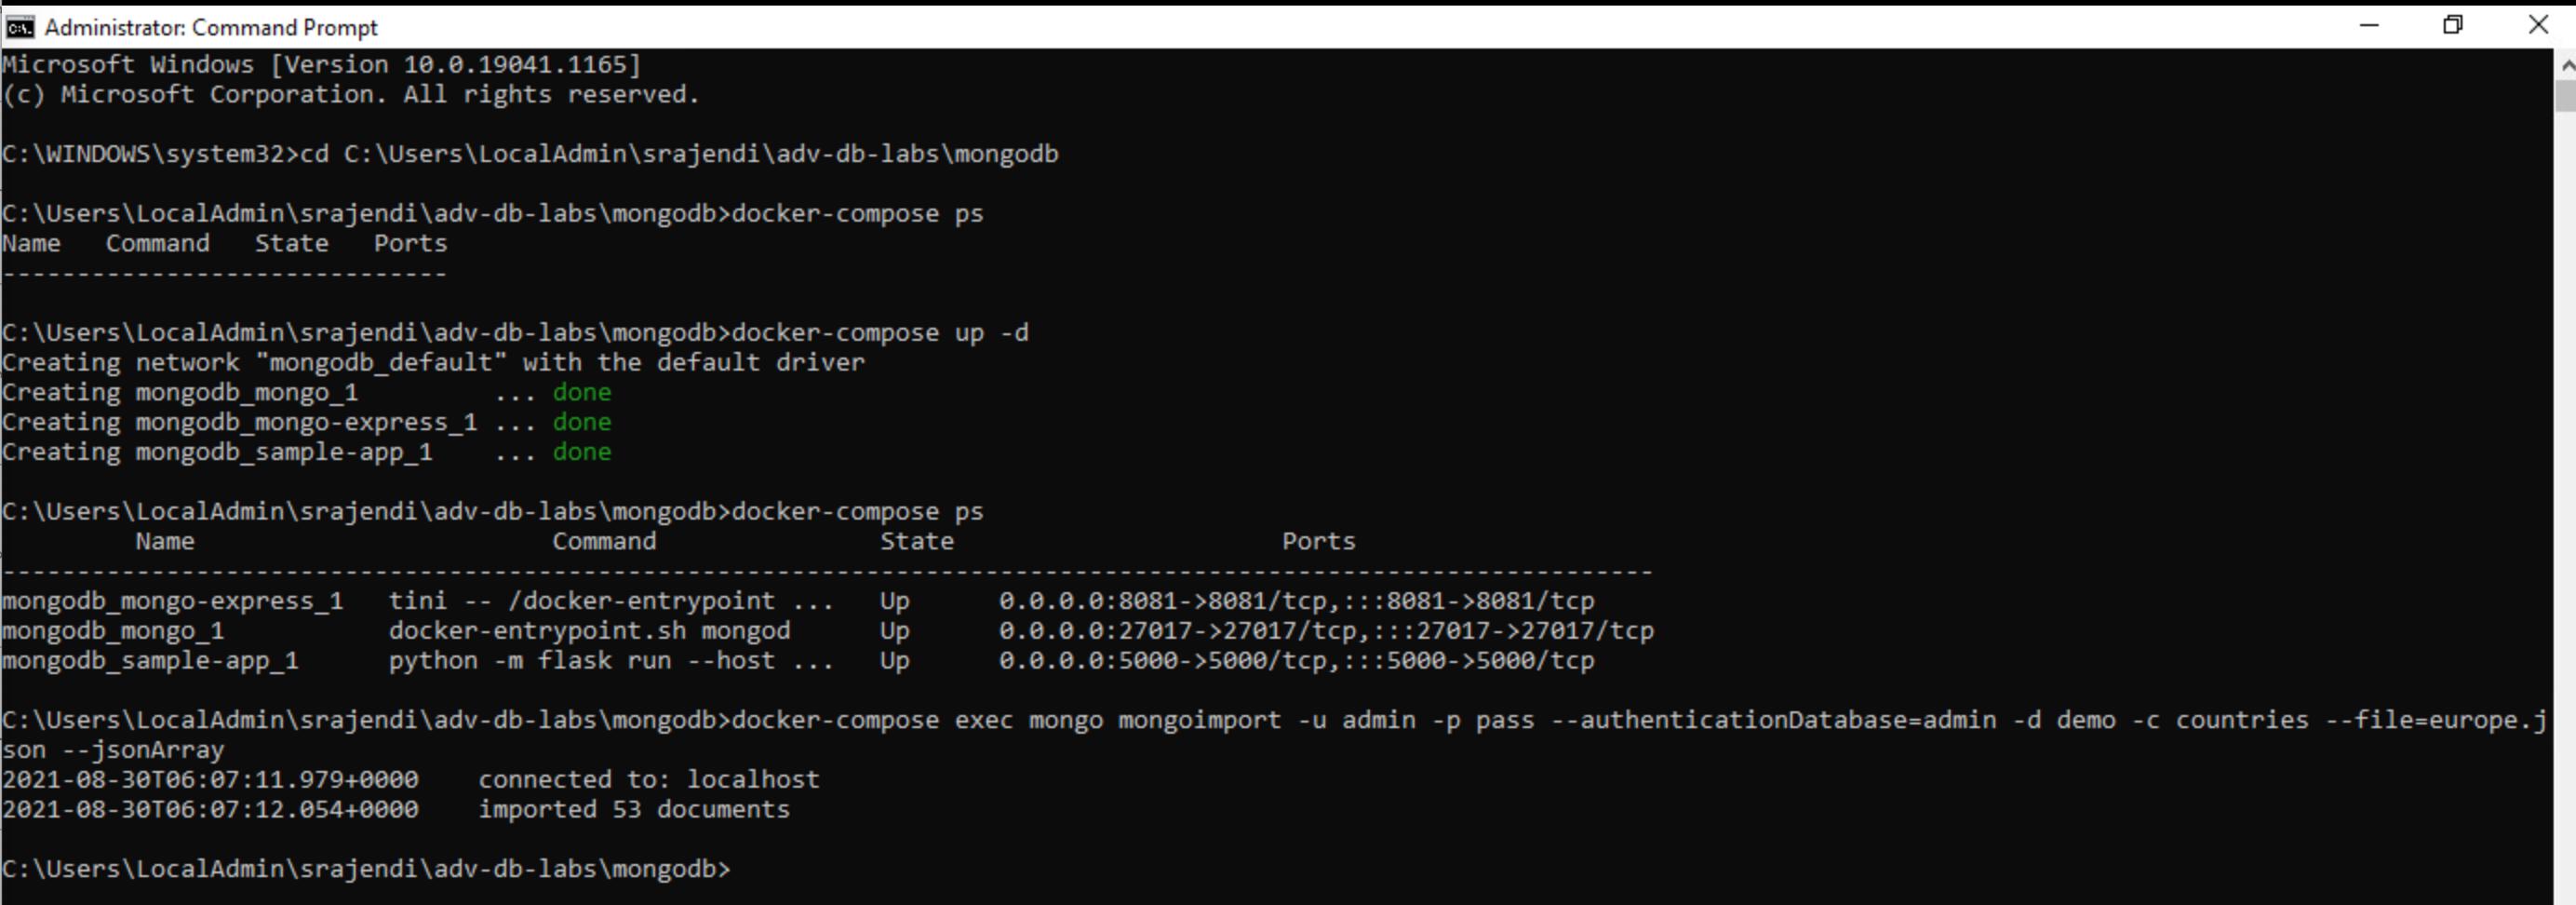 Administrator: Command Prompt
Microsoft Windows [Version 10.0.19041.1165]
(c) Microsoft Corporation. All rights reserved.
C:\WINDOWS\system32>cd C:\Users\LocalAdmin\srajendi\adv-db-labs\mongodb
C:\Users\LocalAdmin\srajendi\adv-db-labs\mongodb>docker-compose ps
Name   Command   State   Ports
------------------------------
C:\Users\LocalAdmin\srajendi\adv-db-labs\mongodb>docker-compose up -d
Creating network "mongodb_default" with the default driver
Creating mongodb_mongo_1         ... done
Creating mongodb_mongo-express_1 ... done
Creating mongodb_sample-app_1    ... done
C:\Users\LocalAdmin\srajendi\adv-db-labs\mongodb>docker-compose ps
         Name                        Command               State                      Ports
---------------------------------------------------------------------------------------------------------------
mongodb_mongo-express_1   tini -- /docker-entrypoint ...   Up      0.0.0.0:8081->8081/tcp,:::8081->8081/tcp
mongodb_mongo_1           docker-entrypoint.sh mongod      Up      0.0.0.0:27017->27017/tcp,:::27017->27017/tcp
mongodb_sample-app_1      python -m flask run --host ...   Up      0.0.0.0:5000->5000/tcp,:::5000->5000/tcp
C:\Users\LocalAdmin\srajendi\adv-db-labs\mongodb>docker-compose exec mongo mongoimport -u admin -p pass --authenticationDatabase=admin -d demo -c countries --file=europe.j
son --jsonArray
2021-08-30T06:07:11.979+0000    connected to: localhost
2021-08-30T06:07:12.054+0000    imported 53 documents
C:\Users\LocalAdmin\srajendi\adv-db-labs\mongodb>